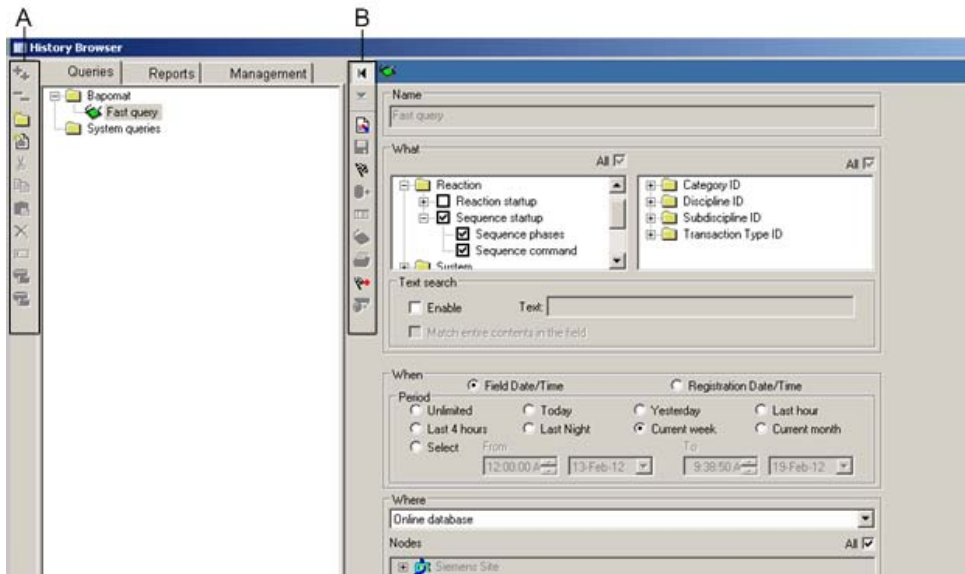 A B
History Browser
Queries Reports Management
Bapomat
Fast query
System queries
Name
Fast query
What
All All
Reaction
Reaction startup
Sequence startup
Sequence phases
Sequence command
System
Category ID
Discipline ID
Subdiscipline ID
Transaction Type ID
Text search
Enable Text:
Match entire contents in the field
When
Field Date/Time Registration Date/Time
Period
Unlimited Today Yesterday Last hour
Last 4 hours Last Night Current week Current month
Select From To
12:00:00 A 13-Feb-12 9:38:50 A 19-Feb-12
Where
Online database
Nodes All
Siemens Site